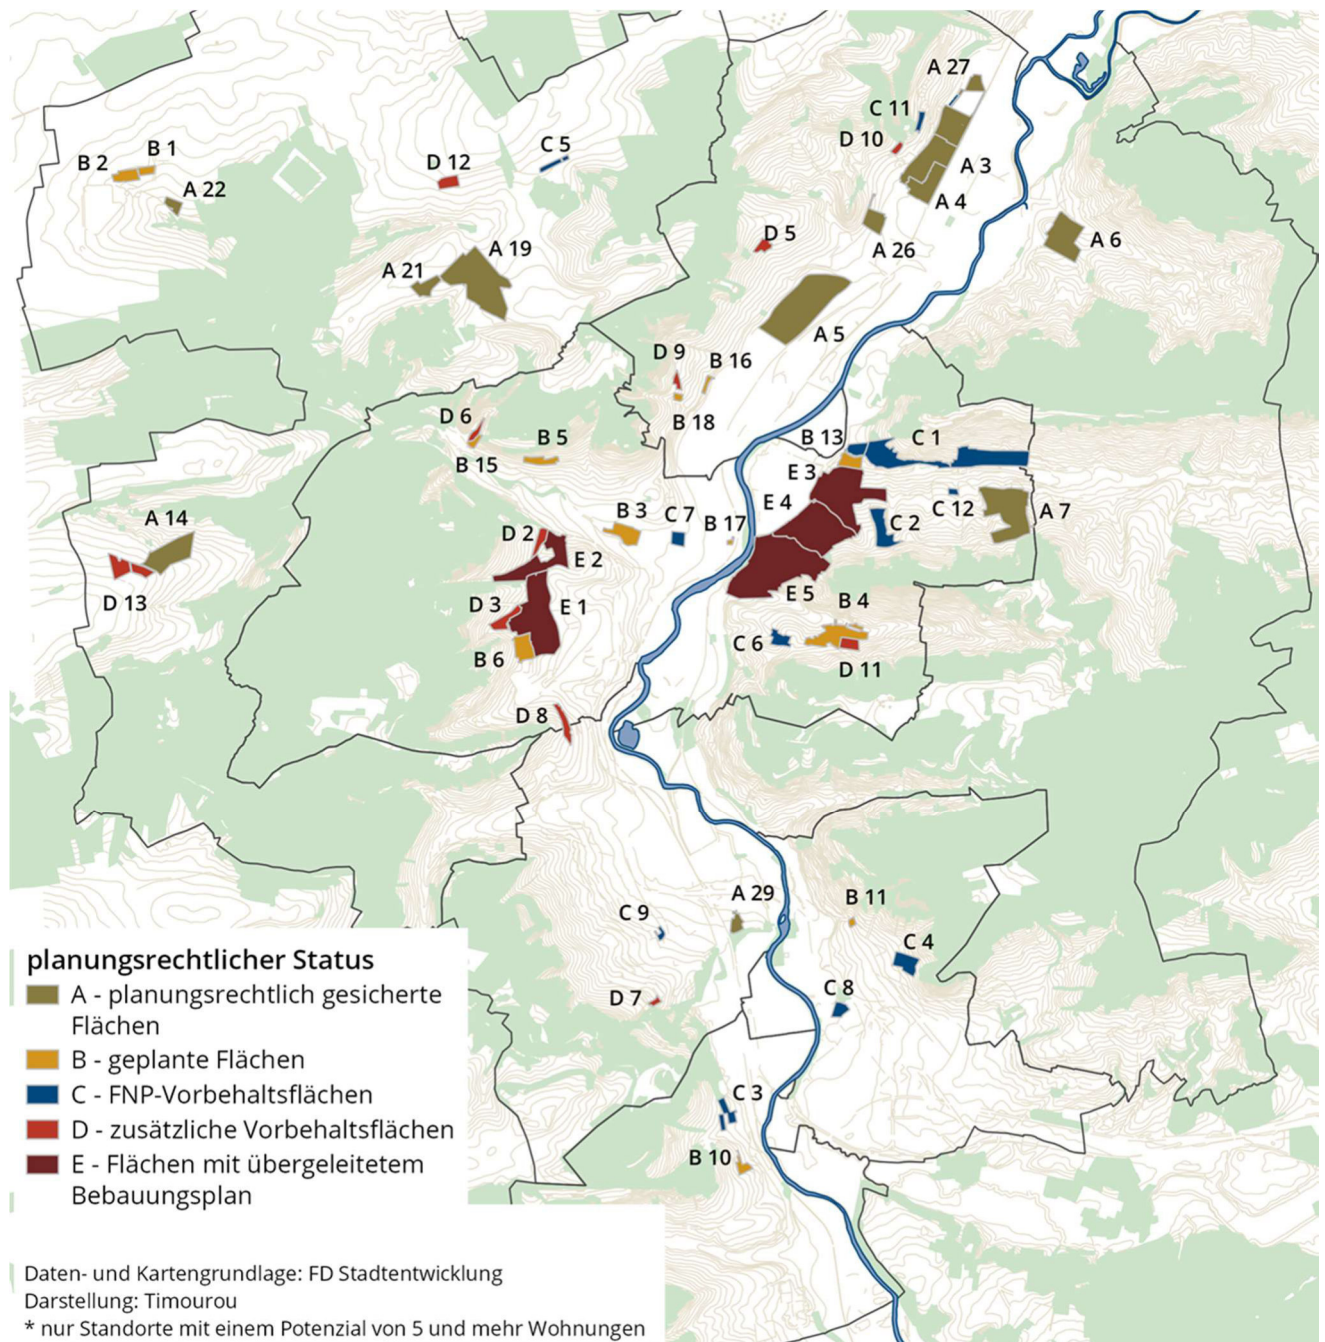 A 27
C 11
D 10
A 3
A 4
B 1
B 2
A 22
D 12
C 5
D 5
A 26
A 6
A 19
A 21
A 5
D 9
B 16
B 18
D 6
B 15
B 5
B 13
C 1
E 3
E 4
C 12
A 7
C 2
B 3
C 7
B 17
A 14
D 13
D 2
E 2
D 3
E 1
B 6
E 5
B 4
C 6
D 11
D 8
A 29
C 9
B 11
C 4
D 7
C 8
C 3
B 10
planungsrechtlicher Status
A - planungsrechtlich gesicherte
Flächen
B - geplante Flächen
C - FNP-Vorbehaltsflächen
D - zusätzliche Vorbehaltsflächen
E - Flächen mit übergeleitetem
Bebauungsplan
Daten- und Kartengrundlage: FD Stadtentwicklung
Darstellung: Timourou
* nur Standorte mit einem Potenzial von 5 und mehr Wohnungen